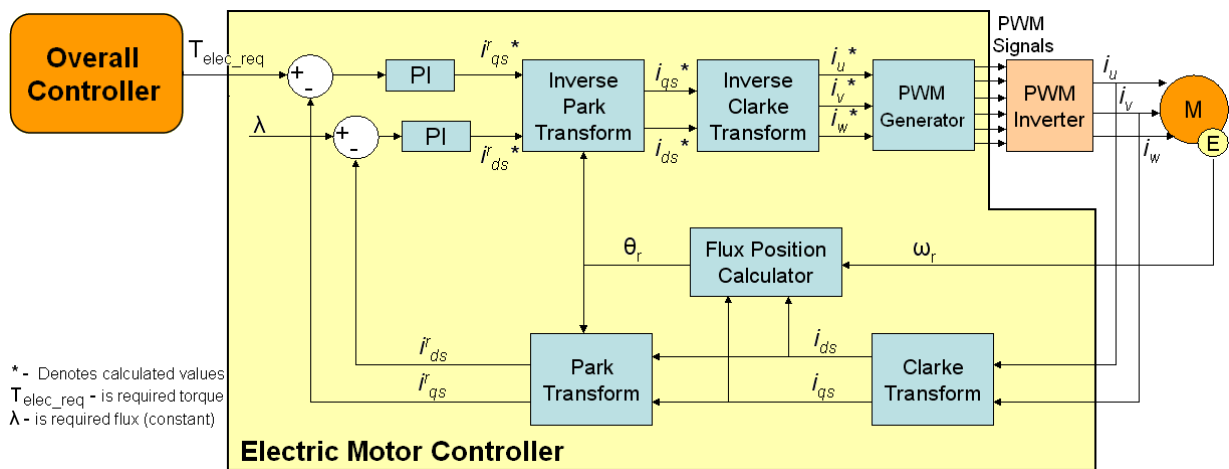 Overall
Controller
T_elec_req
+
-
λ
+
-
PI
PI
i^r_qs*
i^r_ds*
Inverse
Park
Transform
i_qs*
i_ds*
Inverse
Clarke
Transform
i_u*
i_v*
i_w*
PWM
Generator
PWM
Signals
PWM
Inverter
i_u
i_v
i_w
M
E
θ_r
Flux Position
Calculator
ω_r
i^r_ds
i^r_qs
Park
Transform
i_ds
i_qs
Clarke
Transform
* - Denotes calculated values
T_elec_req - is required torque
λ - is required flux (constant)
Electric Motor Controller